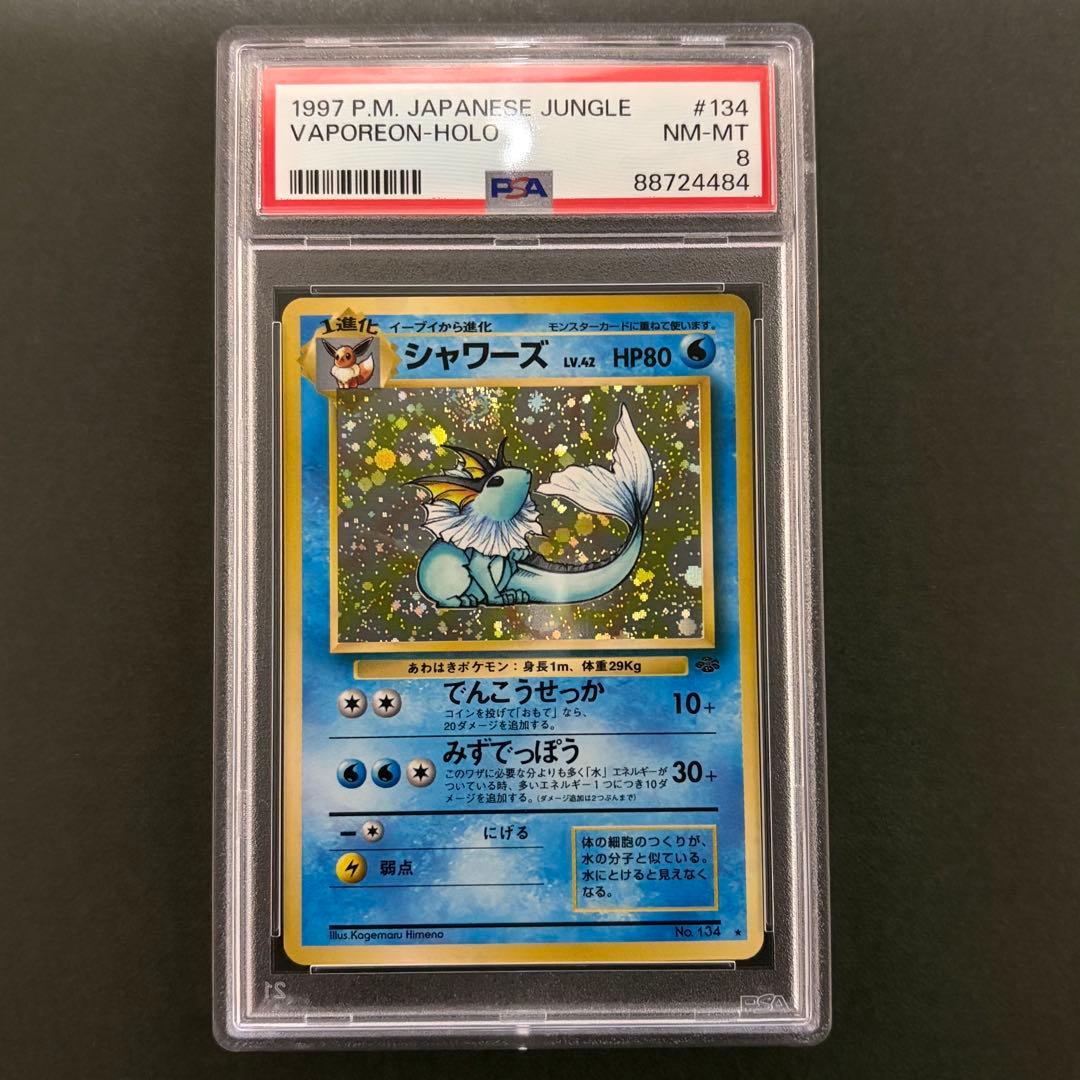 1997 P.M. JAPANESE JUNGLE #134
VAPOREON-HOLO NM-MT
8
PSA 88724484
1進化 イーブイから進化 モンスターカードに重ねて使います。
シャワーズ LV.42 HP80
あわはきポケモン:身長1m、体重29Kg
でんこうせっか 10+
コインを投げて「おもて」なら、
20ダメージを追加する。
みずでっぽう 30+
このワザに必要な分よりも多く「水」エネルギーが
ついている時、多いエネルギー1つにつき10ダ
メージを追加する。(ダメージ追加は2つぶんまで)
にげる
弱点
体の細胞のつくりが、
水の分子と似ている。
水にとけると見えなく
なる。
Illus.Kagemaru Himeno No.134 ★
21 PSA